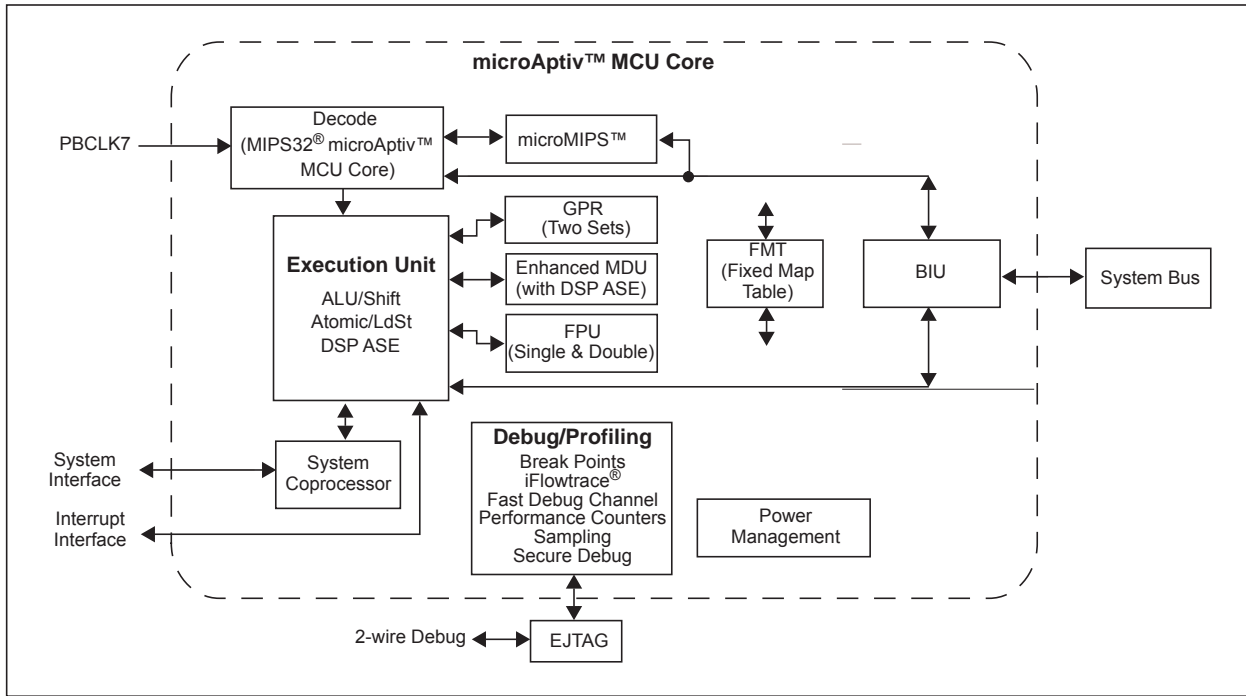 microAptiv™ MCU Core
PBCLK7
Decode
(MIPS32® microAptiv™
MCU Core)
microMIPS™
GPR
(Two Sets)
Execution Unit
ALU/Shift
Atomic/LdSt
DSP ASE
Enhanced MDU
(with DSP ASE)
FPU
(Single & Double)
FMT
(Fixed Map
Table)
BIU
System Bus
System
Interface
System
Coprocessor
Interrupt
Interface
Debug/Profiling
Break Points
iFlowtrace®
Fast Debug Channel
Performance Counters
Sampling
Secure Debug
Power
Management
2-wire Debug
EJTAG